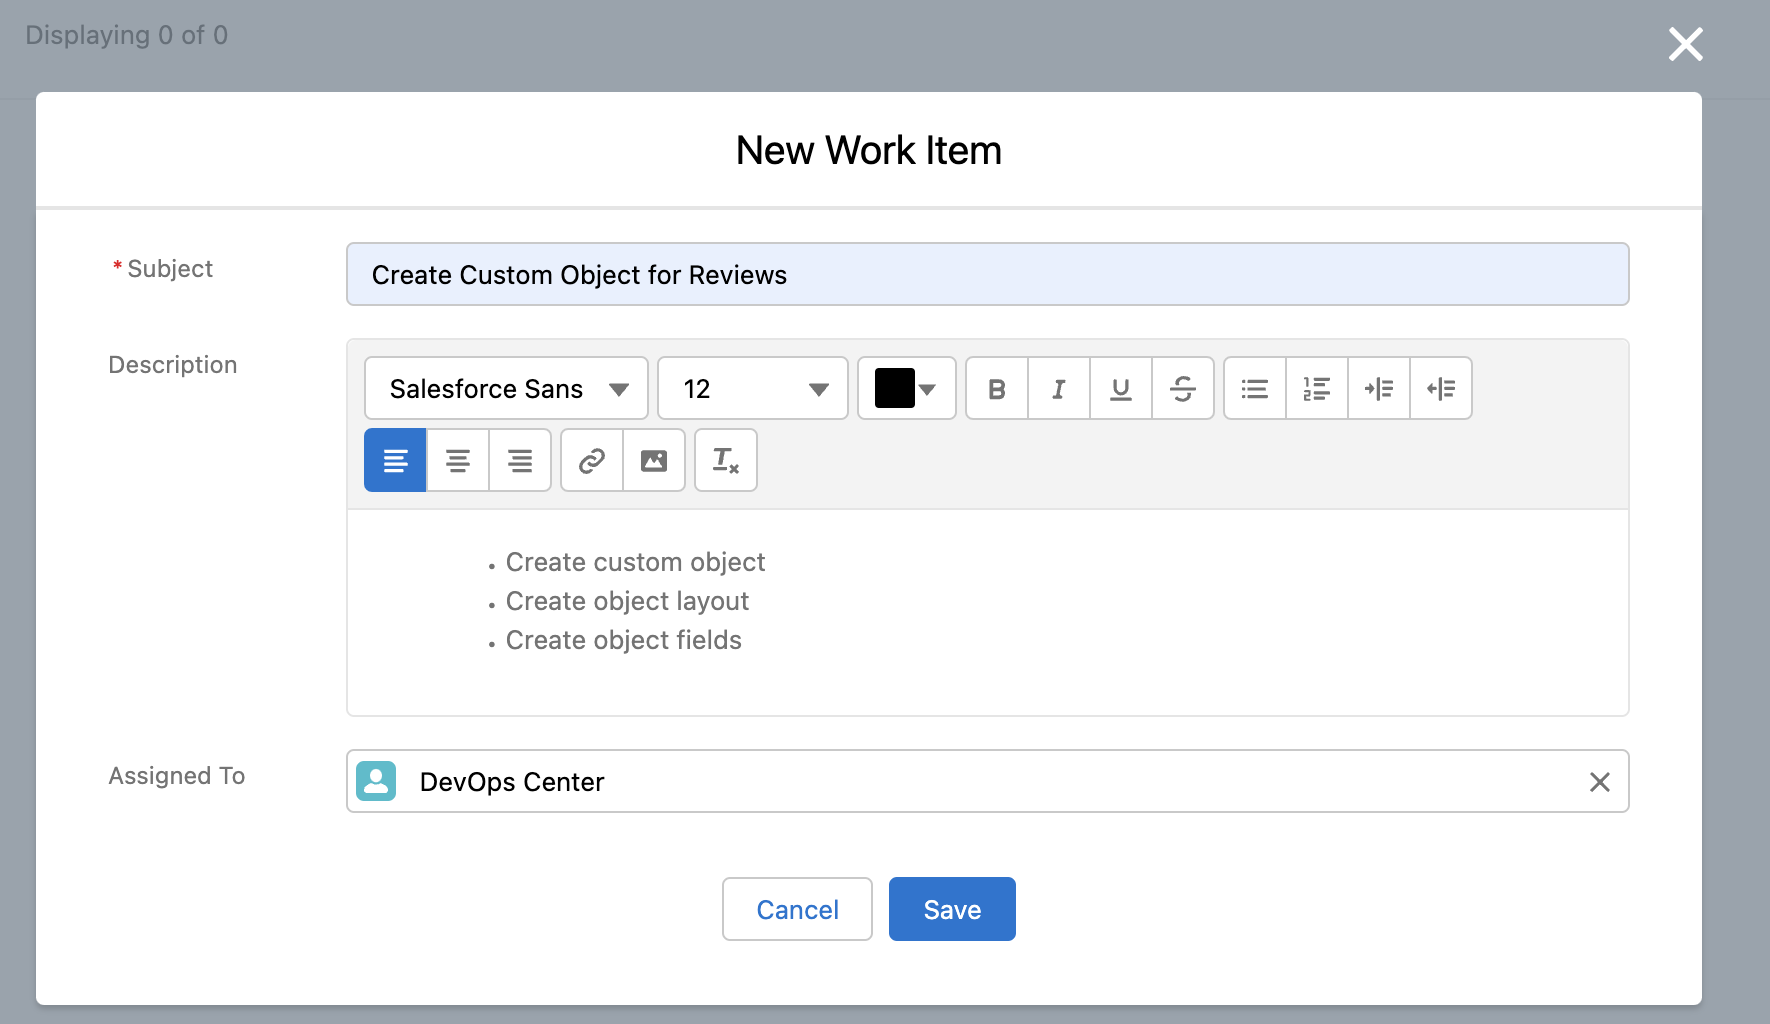 Displaying 0 of 0
New Work Item
* Subject
Create Custom Object for Reviews
Description
Salesforce Sans 12 B I U S
• Create custom object
• Create object layout
• Create object fields
Assigned To
DevOps Center
Cancel Save